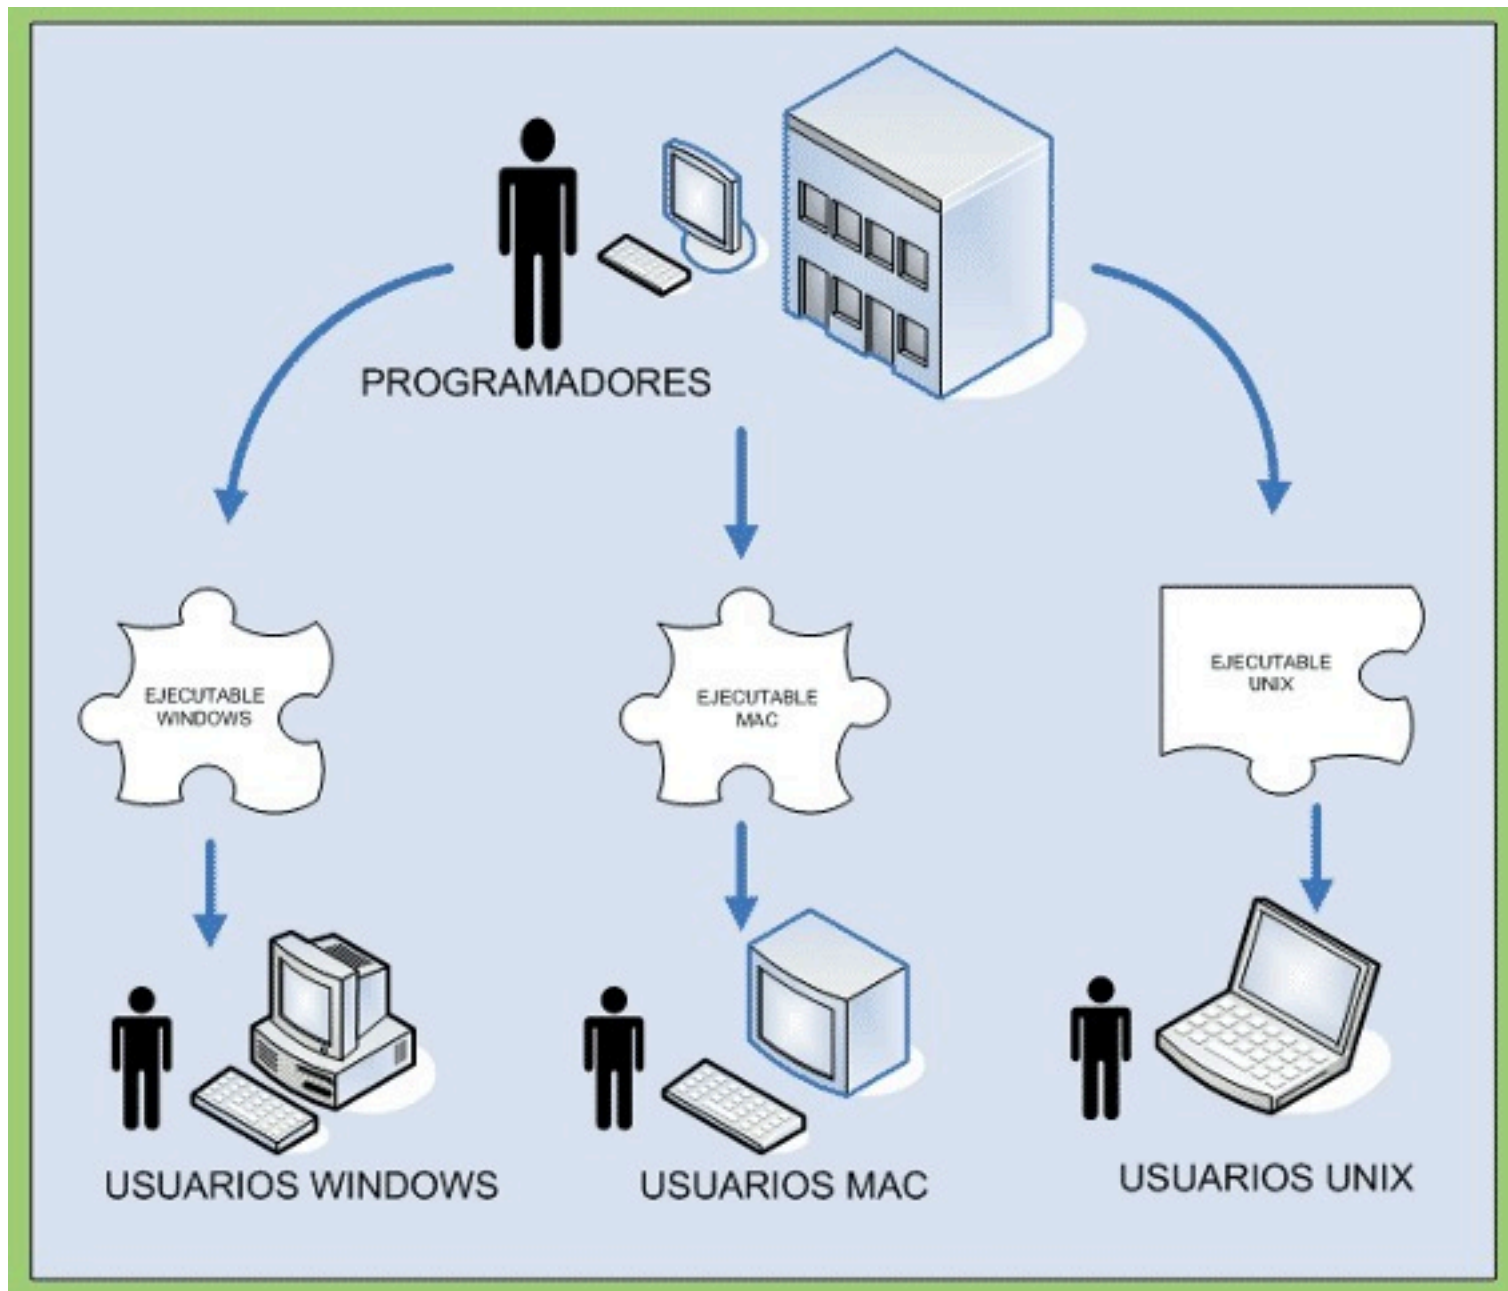 PROGRAMADORES
EJECUTABLE
WINDOWS
EJECUTABLE
MAC
EJECUTABLE
UNIX
USUARIOS WINDOWS
USUARIOS MAC
USUARIOS UNIX